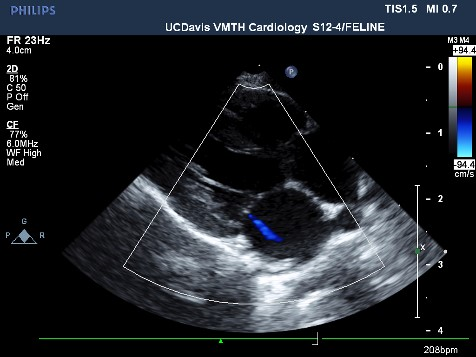 PHILIPS
TIS1.5 MI 0.7
UCDavis VMTH Cardiology S12-4/FELINE
FR 23Hz
4.0cm
2D
81%
C 50
P Off
Gen
CF
77%
6.0MHz
WF High
Med
M3 M4
+94.4
-94.4
cm/s
P
0
1
2
3
4
X
G
P R
208bpm